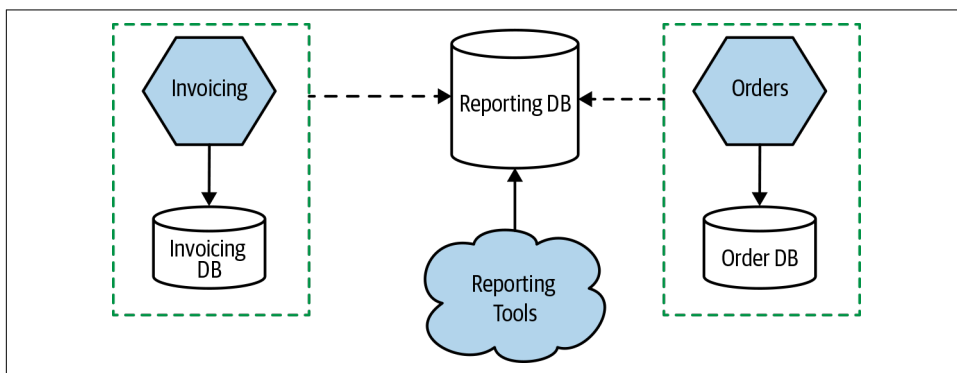 Invoicing
Reporting DB
Orders
Invoicing
DB
Reporting
Tools
Order DB